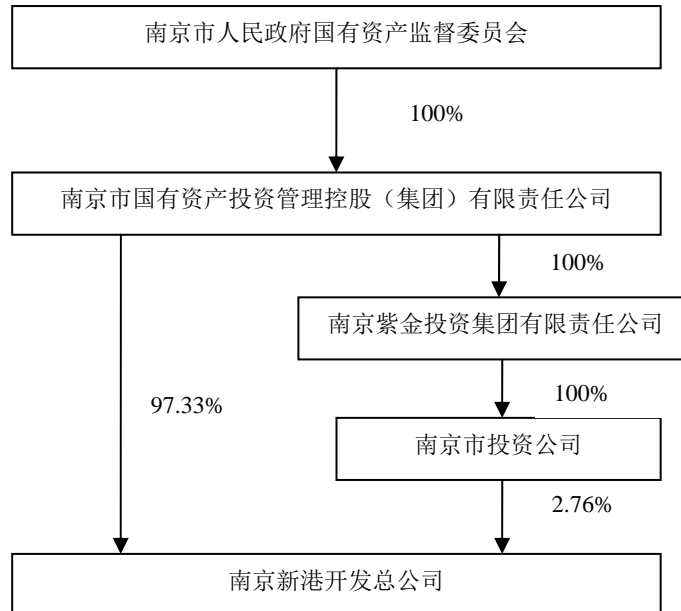 南京市人民政府国有资产监督委员会
100%
南京市国有资产投资管理控股（集团）有限责任公司
100%
南京紫金投资集团有限责任公司
97.33%
100%
南京市投资公司
2.76%
南京新港开发总公司